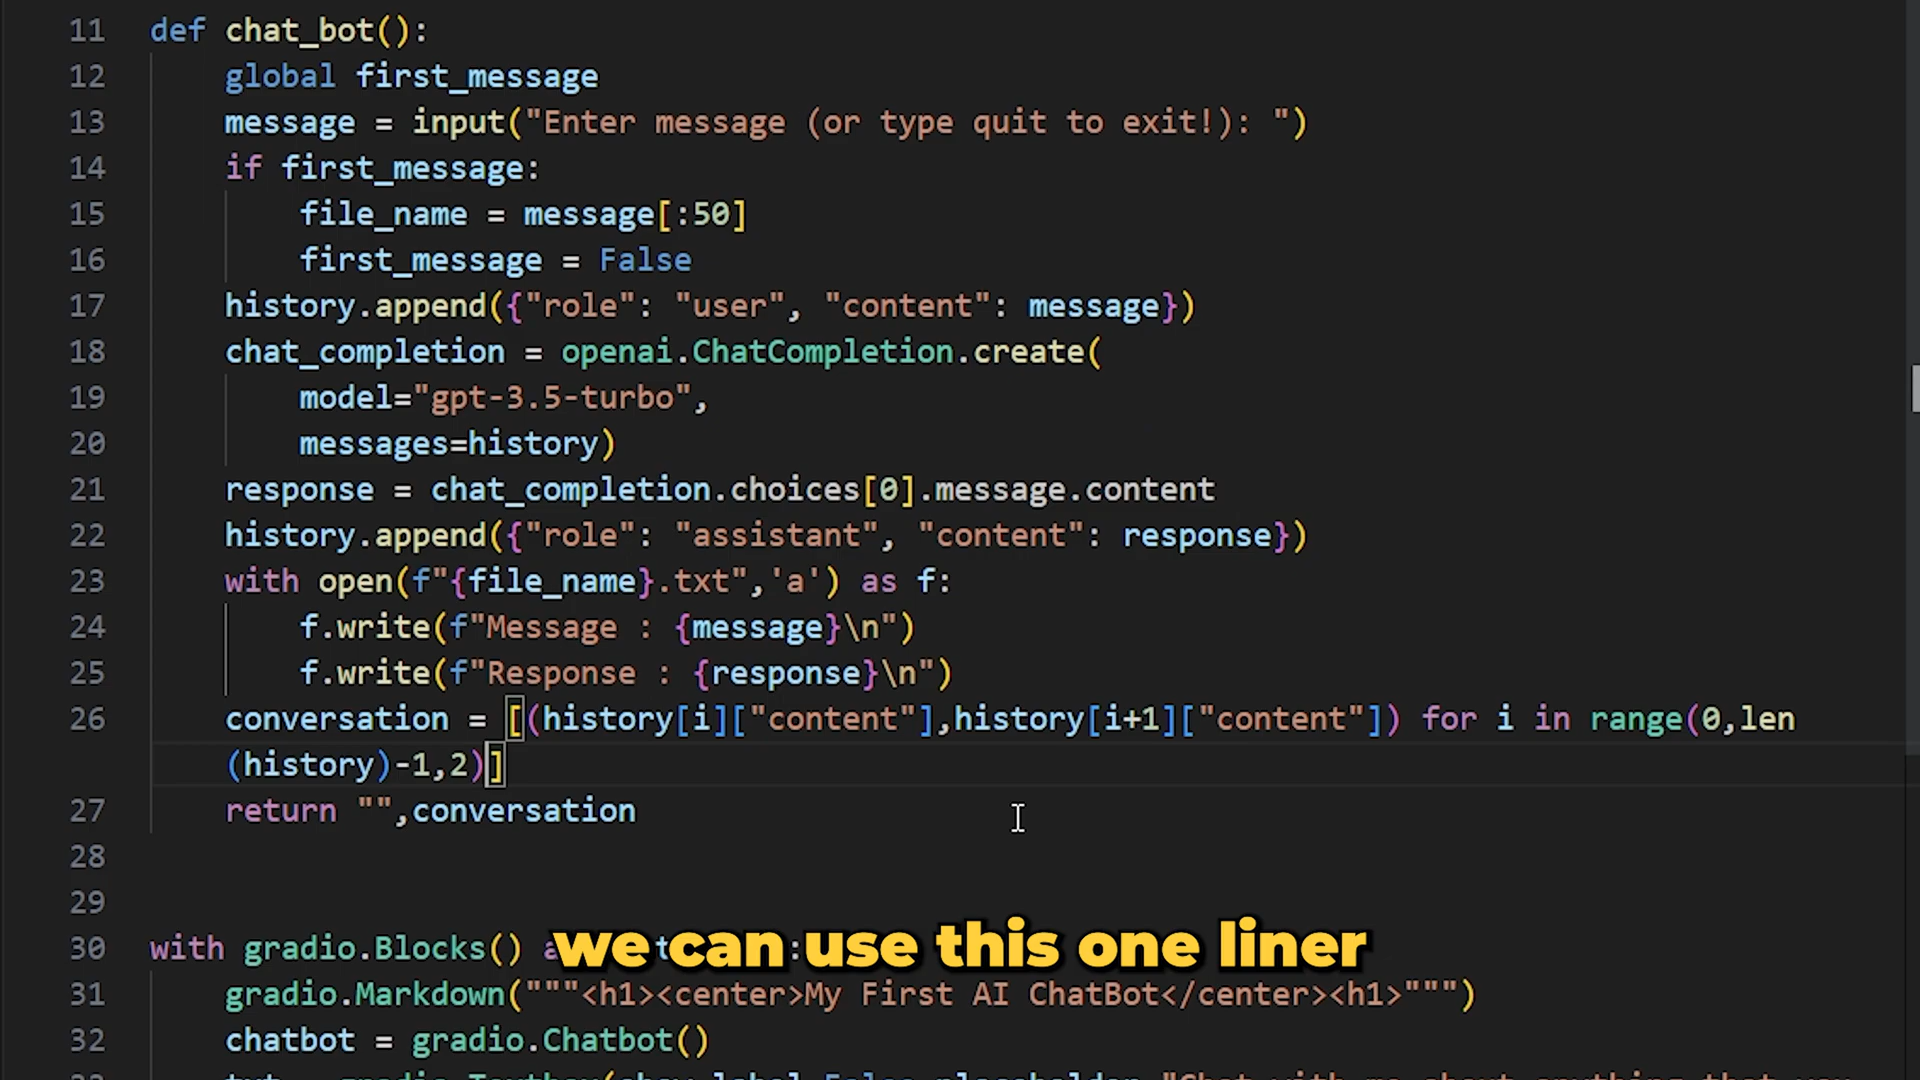 11 def chat_bot():
12 global first_message
13 message = input("Enter message (or type quit to exit!): ")
14 if first_message:
15 file_name = message[:50]
16 first_message = False
17 history.append({"role": "user", "content": message})
18 chat_completion = openai.ChatCompletion.create(
19 model="gpt-3.5-turbo",
20 messages=history)
21 response = chat_completion.choices[0].message.content
22 history.append({"role": "assistant", "content": response})
23 with open(f"{file_name}.txt",'a') as f:
24 f.write(f"Message : {message}\n")
25 f.write(f"Response : {response}\n")
26 conversation = [(history[i]["content"],history[i+1]["content"]) for i in range(0,len
(history)-1,2)]
27 return "",conversation
28
29
30 with gradio.Blocks()
we can use this one liner
31 gradio.Markdown("""<h1><center>My First AI ChatBot</center><h1>""")
32 chatbot = gradio.Chatbot()